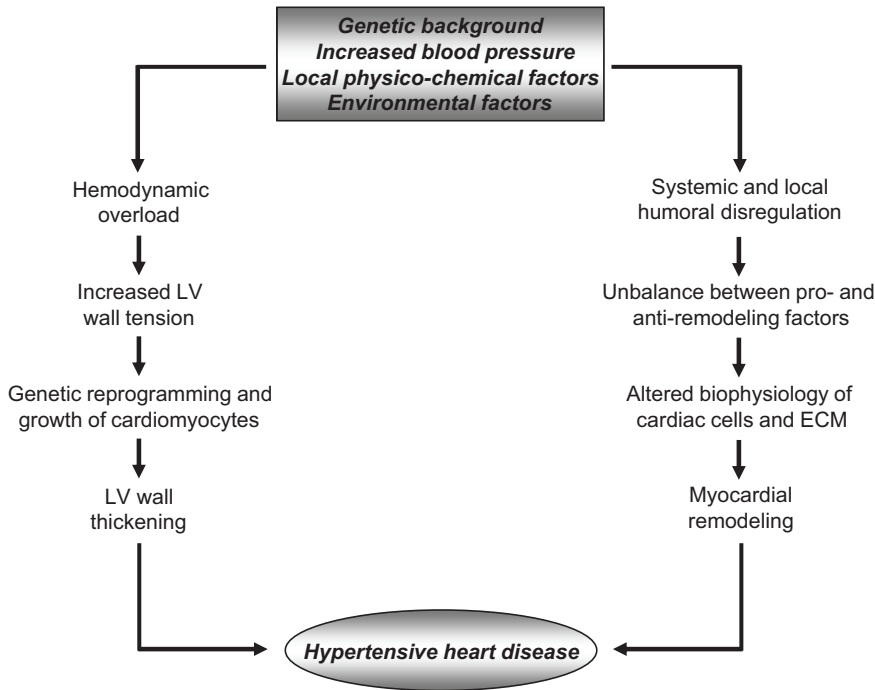 Genetic background
Increased blood pressure
Local physico-chemical factors
Environmental factors
Hemodynamic
overload
Increased LV
wall tension
Genetic reprogramming and
growth of cardiomyocytes
LV wall
thickening
Systemic and local
humoral disregulation
Unbalance between pro- and
anti-remodeling factors
Altered biophysiology of
cardiac cells and ECM
Myocardial
remodeling
Hypertensive heart disease